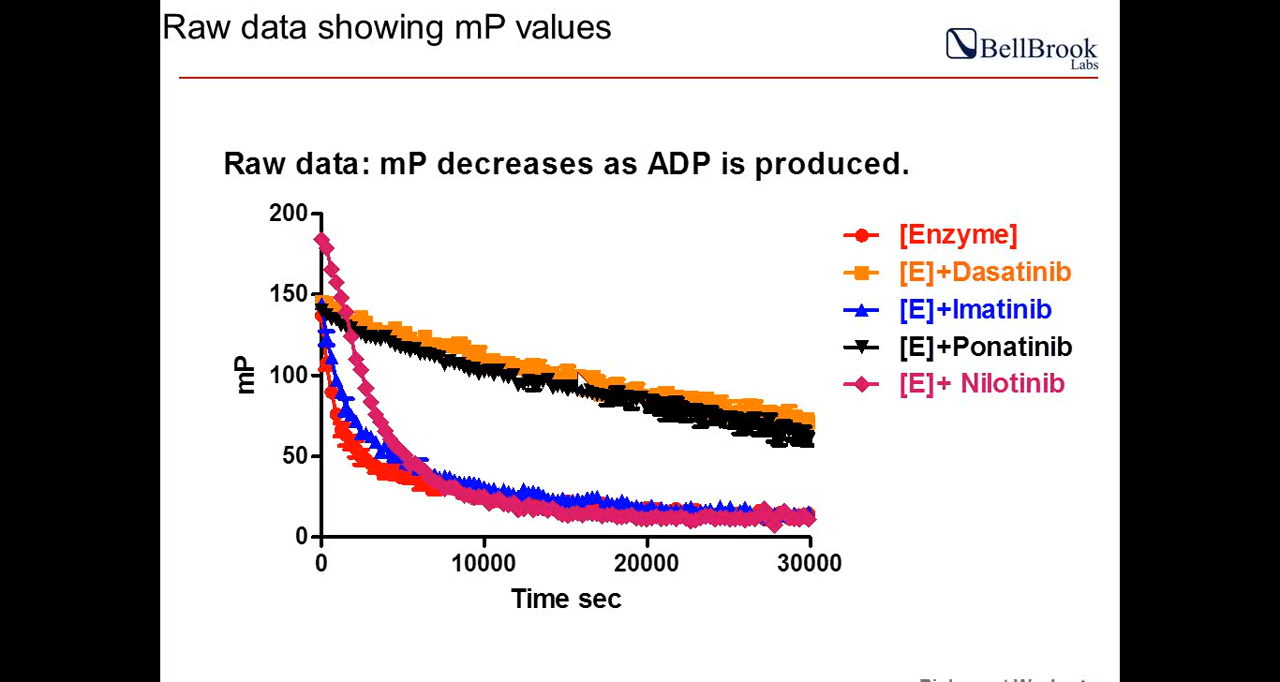 Raw data showing mP values
BellBrook
Labs
Raw data: mP decreases as ADP is produced.
200
150
100
50
0
mP
0
10000
20000
30000
Time sec
[Enzyme]
[E]+Dasatinib
[E]+Imatinib
[E]+Ponatinib
[E]+ Nilotinib